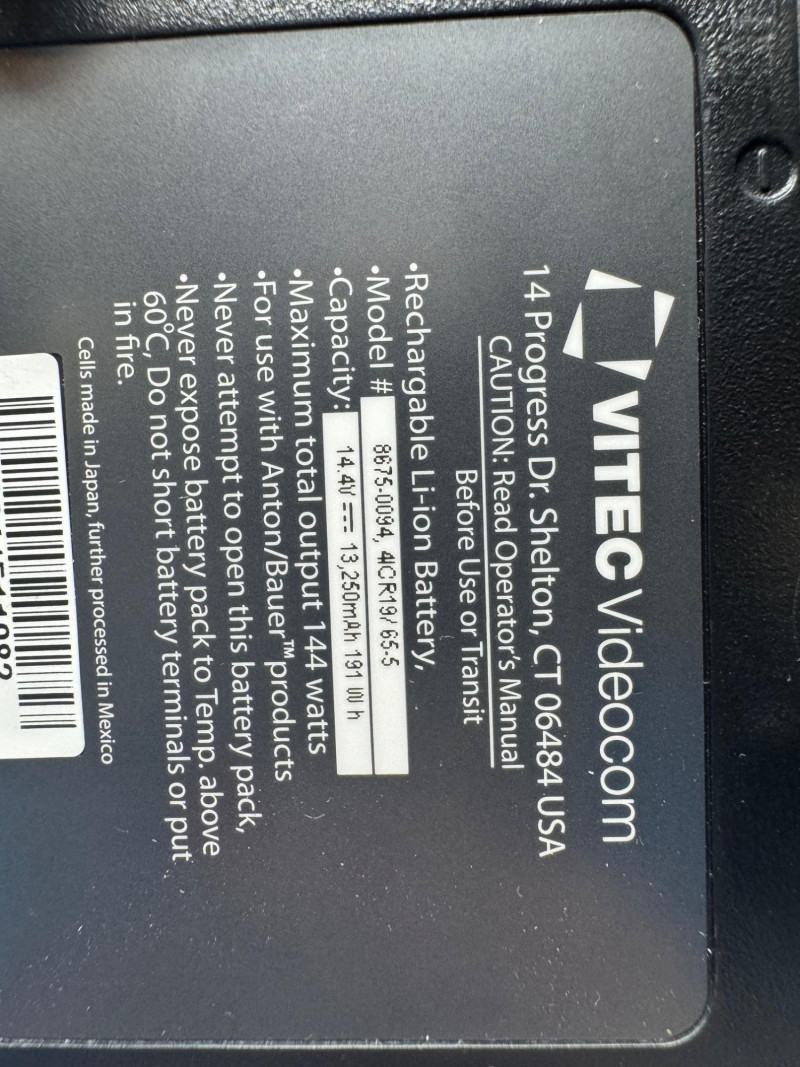 VITEC Videocom
14 Progress Dr. Shelton, CT 06484 USA
CAUTION: Read Operator's Manual
Before Use or Transit
•Rechargable Li-ion Battery,
•Model # 8675-0094, 4ICR19/65-5
•Capacity: 14.4V ⎓ 13,250mAh 191 W h
•Maximum total output 144 watts
•For use with Anton/Bauer™products
•Never attempt to open this battery pack,
•Never expose battery pack to Temp. above
60°C, Do not short battery terminals or put
in fire.
Cells made in Japan, further processed in Mexico